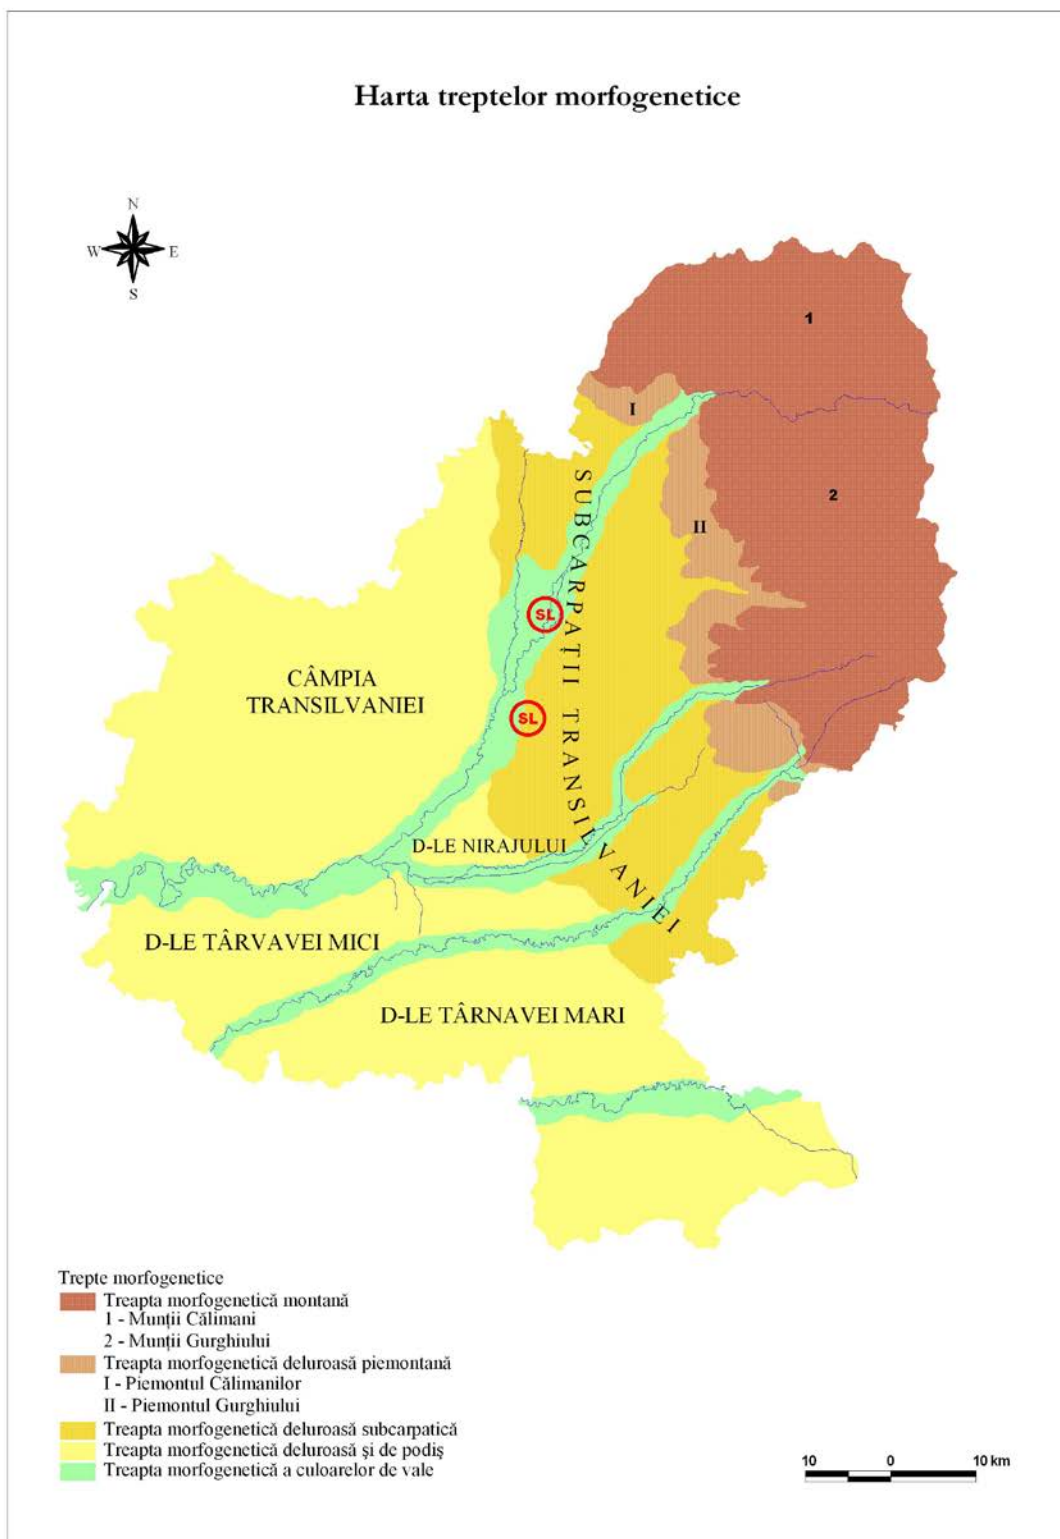 Harta treptelor morfogenetice
N
W E
S
1
I
2
II
SUBCARPAȚII TRANSILVANIEI
SL
CÂMPIA
TRANSILVANIEI
SL
D-LE NIRAJULUI
D-LE TÂRVAVEI MICI
D-LE TÂRNAVEI MARI
Trepte morfogenetice
Treapta morfogenetică montană
1 - Munții Călimani
2 - Munții Gurghiului
Treapta morfogenetică deluroasă piemontană
I - Piemontul Călimanilor
II - Piemontul Gurghiului
Treapta morfogenetică deluroasă subcarpatică
Treapta morfogenetică deluroasă și de podiș
Treapta morfogenetică a culoarelor de vale
10 0 10 km